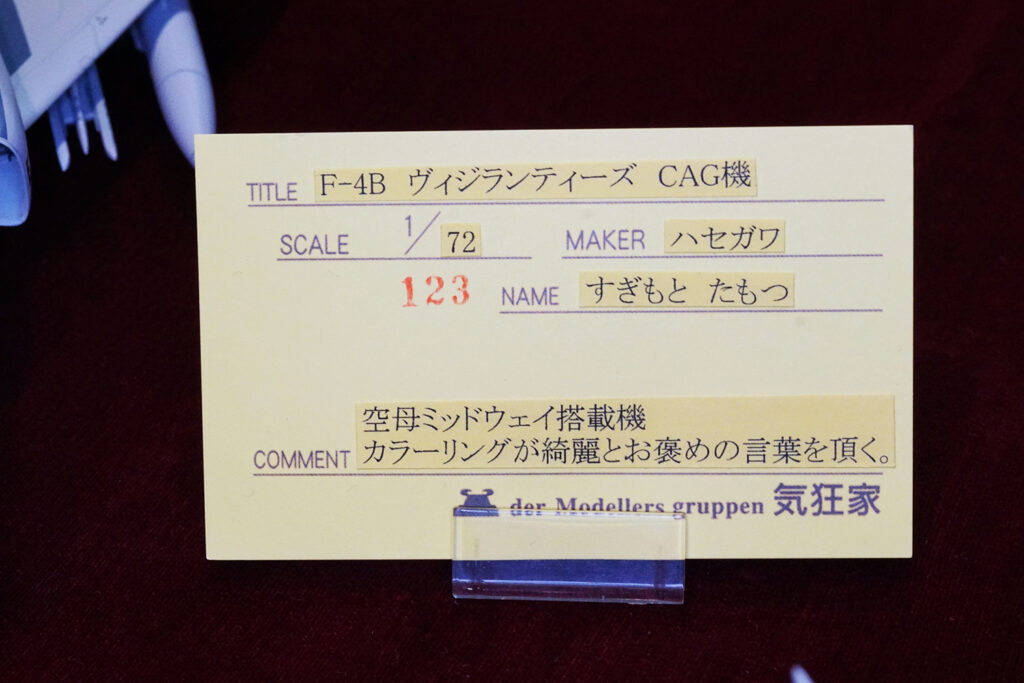 TITLE F-4B ヴィジランティーズ CAG機
SCALE 1/72 MAKER ハセガワ
123 NAME すぎもと たもつ
空母ミッドウェイ搭載機
COMMENT カラーリングが綺麗とお褒めの言葉を頂く。
der Modellers gruppen 気狂家